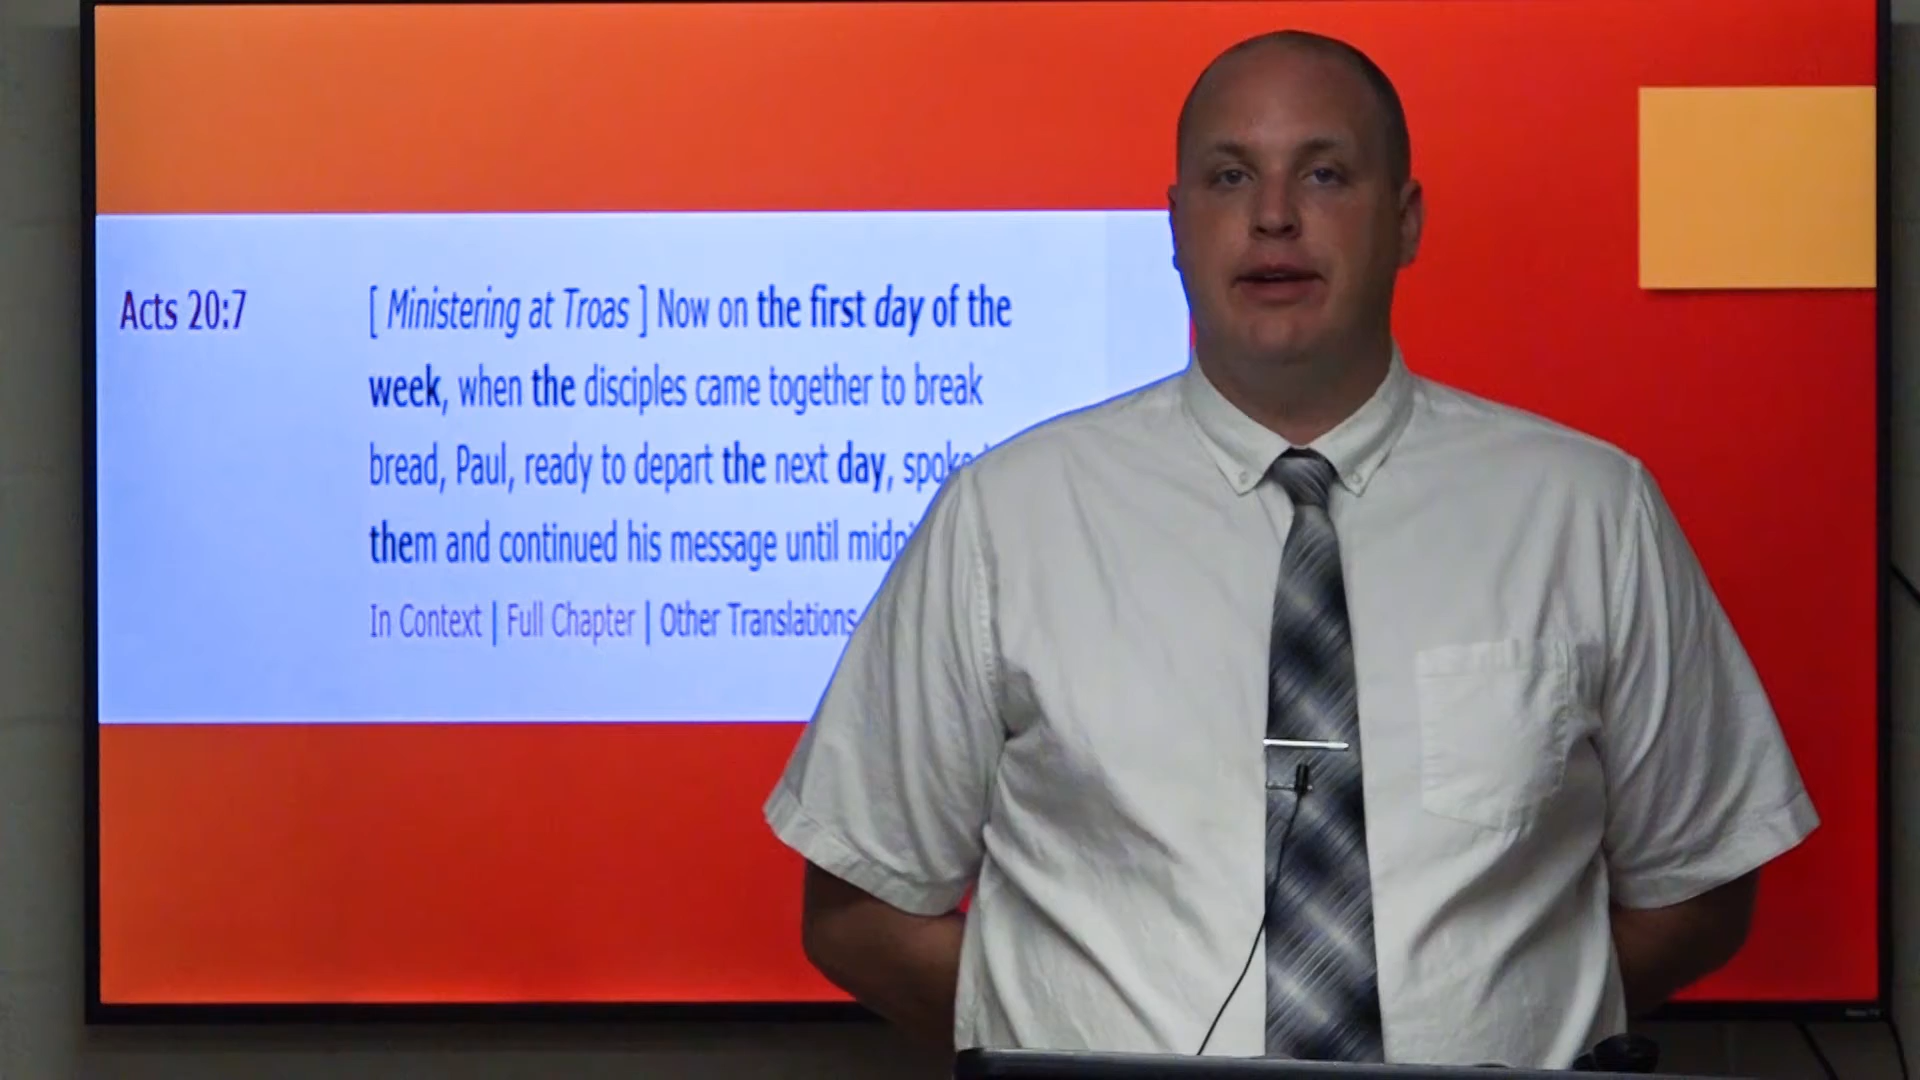 Acts 20:7
[ Ministering at Troas ] Now on the first day of the
week, when the disciples came together to break
bread, Paul, ready to depart the next day,
them and continued his message until
In Context | Full Chapter | Other Translations